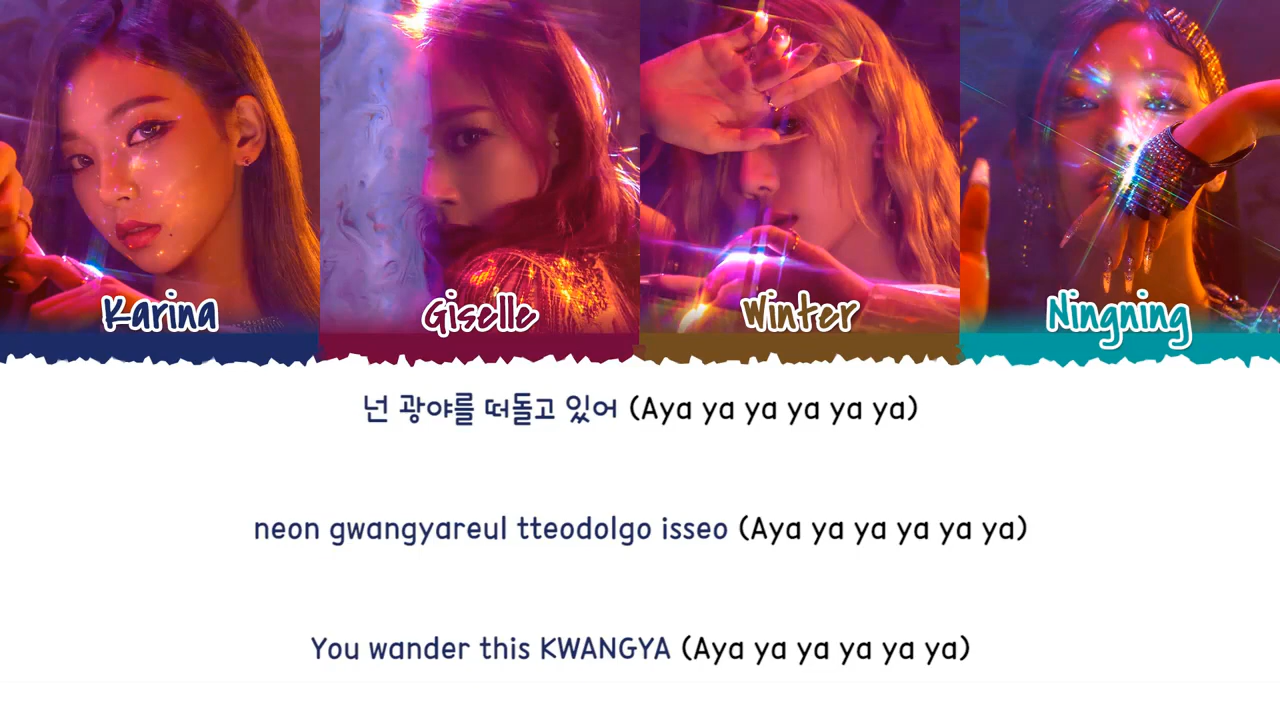 Karina
Giselle
Winter
Ningning
넌 광야를 떠돌고 있어 (Aya ya ya ya ya ya)
neon gwangyareul tteodolgo isseo (Aya ya ya ya ya ya)
You wander this KWANGYA (Aya ya ya ya ya ya)